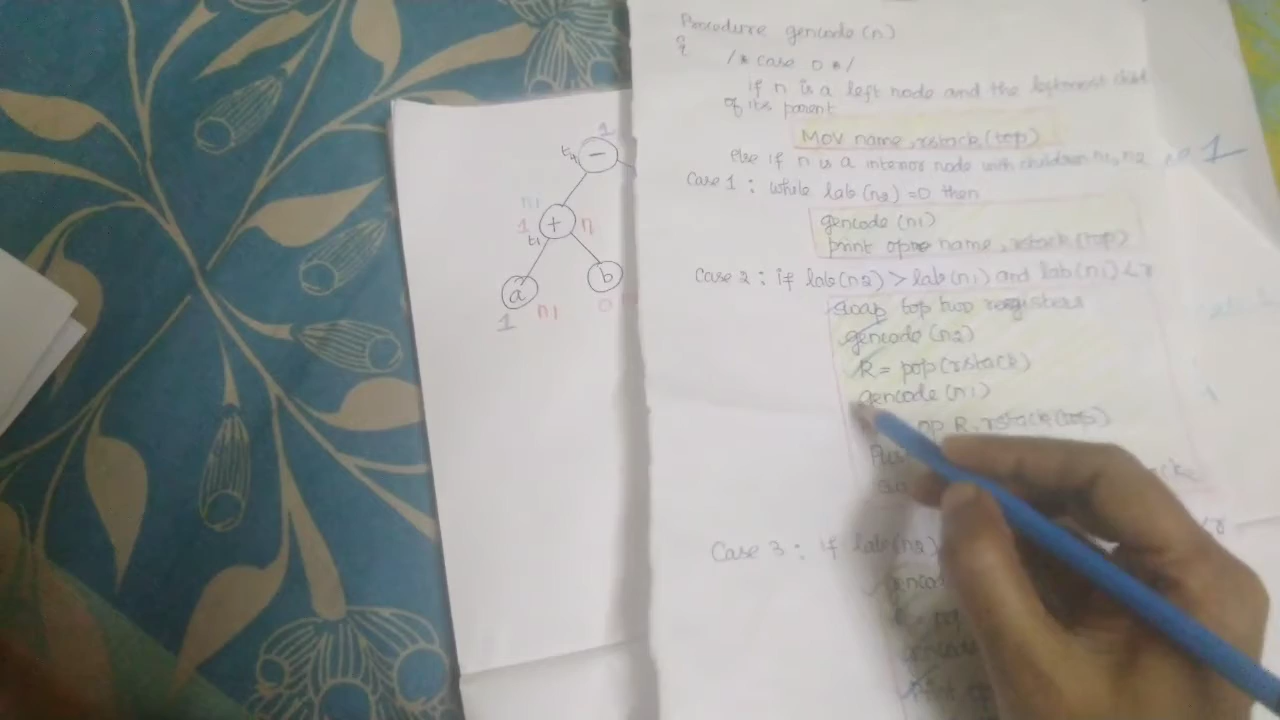 Procedure gencode (n)
{
/* case 0 */
if n is a left node and the leftmost child
of its parent
MOV name, rstack (top)
Else if n is a interior node with children n1, n2
1
Case 1 : while lab (n2) = 0 then
gencode (n1)
print op name, rstack (top)
Case 2 : if lab (n2) > lab (n1) and lab (n1) < r
swap top two registers
gencode (n2)
R = pop (rstack)
gencode (n1)
op R, rstack (top)
Case 3 : if lab (n2)
1
t4 −
n1
1 + n
t1
a b
1 n1 0